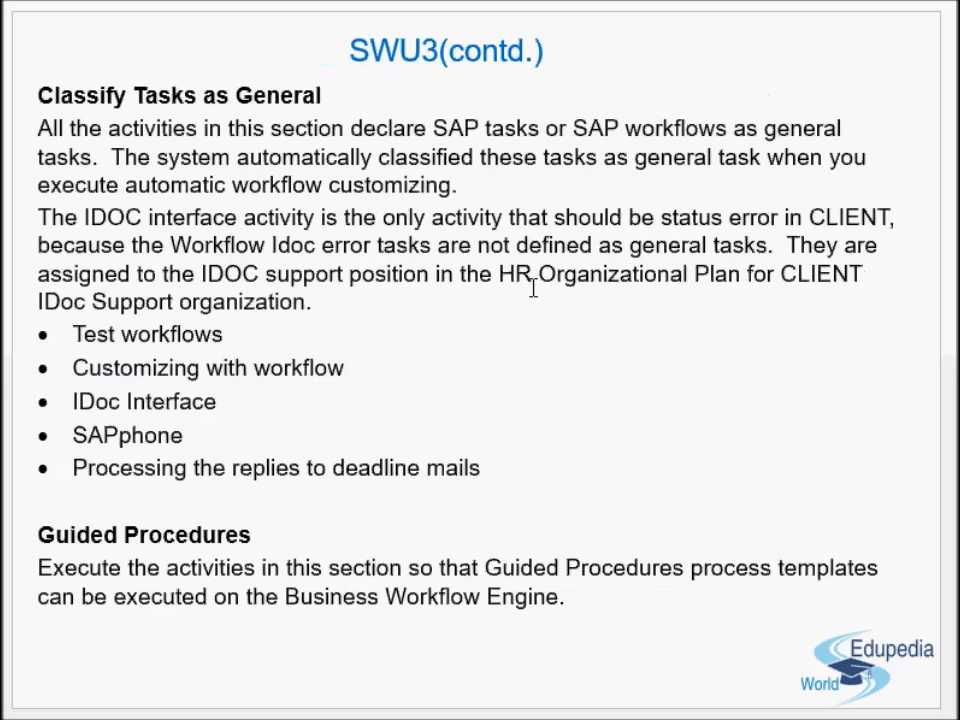 SWU3(contd.)
Classify Tasks as General
All the activities in this section declare SAP tasks or SAP workflows as general
tasks.  The system automatically classified these tasks as general task when you
execute automatic workflow customizing.
The IDOC interface activity is the only activity that should be status error in CLIENT,
because the Workflow Idoc error tasks are not defined as general tasks.  They are
assigned to the IDOC support position in the HR Organizational Plan for CLIENT
IDoc Support organization.
• Test workflows
• Customizing with workflow
• IDoc Interface
• SAPphone
• Processing the replies to deadline mails
Guided Procedures
Execute the activities in this section so that Guided Procedures process templates
can be executed on the Business Workflow Engine.
Edupedia
World